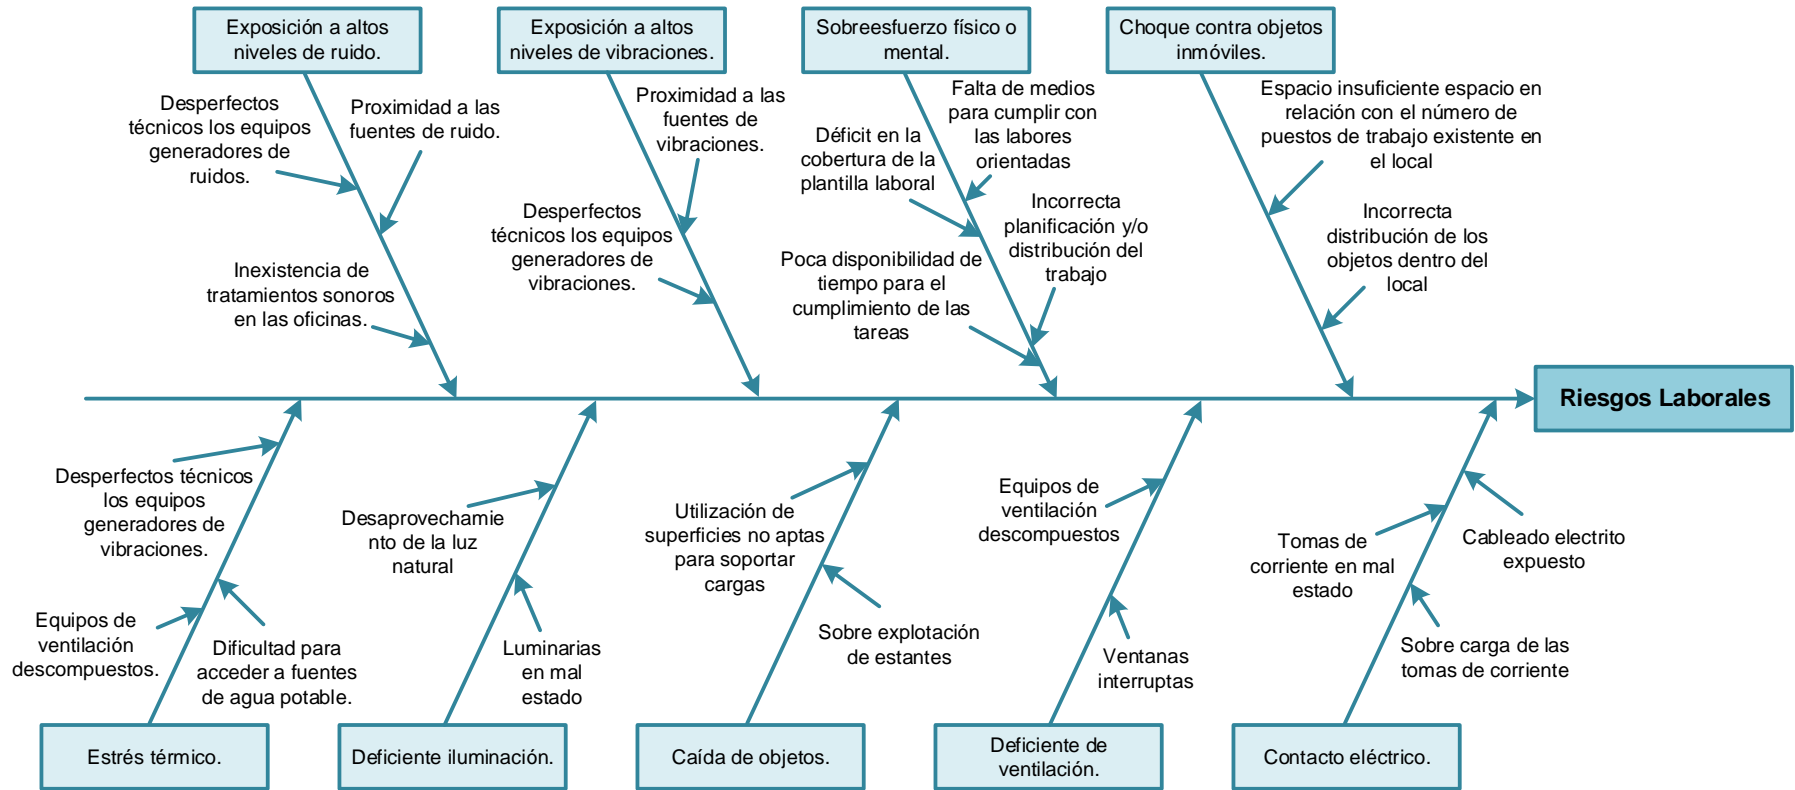 Exposición a altos
niveles de ruido.
Exposición a altos
niveles de vibraciones.
Sobreesfuerzo físico o
mental.
Choque contra objetos
inmóviles.
Desperfectos
técnicos los equipos
generadores de
ruidos.
Proximidad a las
fuentes de ruido.
Inexistencia de
tratamientos sonoros
en las oficinas.
Proximidad a las
fuentes de
vibraciones.
Desperfectos
técnicos los equipos
generadores de
vibraciones.
Falta de medios
para cumplir con
las labores
orientadas
Déficit en la
cobertura de la
plantilla laboral
Incorrecta
planificación y/o
distribución del
trabajo
Poca disponibilidad de
tiempo para el
cumplimiento de las
tareas
Espacio insuficiente espacio en
relación con el número de
puestos de trabajo existente en
el local
Incorrecta
distribución de los
objetos dentro del
local
Riesgos Laborales
Desperfectos técnicos
los equipos
generadores de
vibraciones.
Equipos de
ventilación
descompuestos.
Dificultad para
acceder a fuentes
de agua potable.
Desaprovechamie
nto de la luz
natural
Luminarias
en mal
estado
Utilización de
superficies no aptas
para soportar
cargas
Sobre explotación
de estantes
Equipos de
ventilación
descompuestos
Ventanas
interruptas
Tomas de
corriente en mal
estado
Cableado electrito
expuesto
Sobre carga de las
tomas de corriente
Estrés térmico.
Deficiente iluminación.
Caída de objetos.
Deficiente de
ventilación.
Contacto eléctrico.